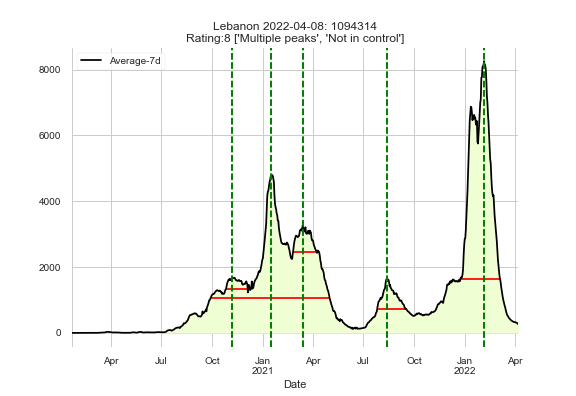 Lebanon 2022-04-08: 1094314
Rating:8 ['Multiple peaks', 'Not in control']
Average-7d
8000
6000
4000
2000
0
Apr Jul Oct Jan Apr Jul Oct Jan Apr
2021 2022
Date